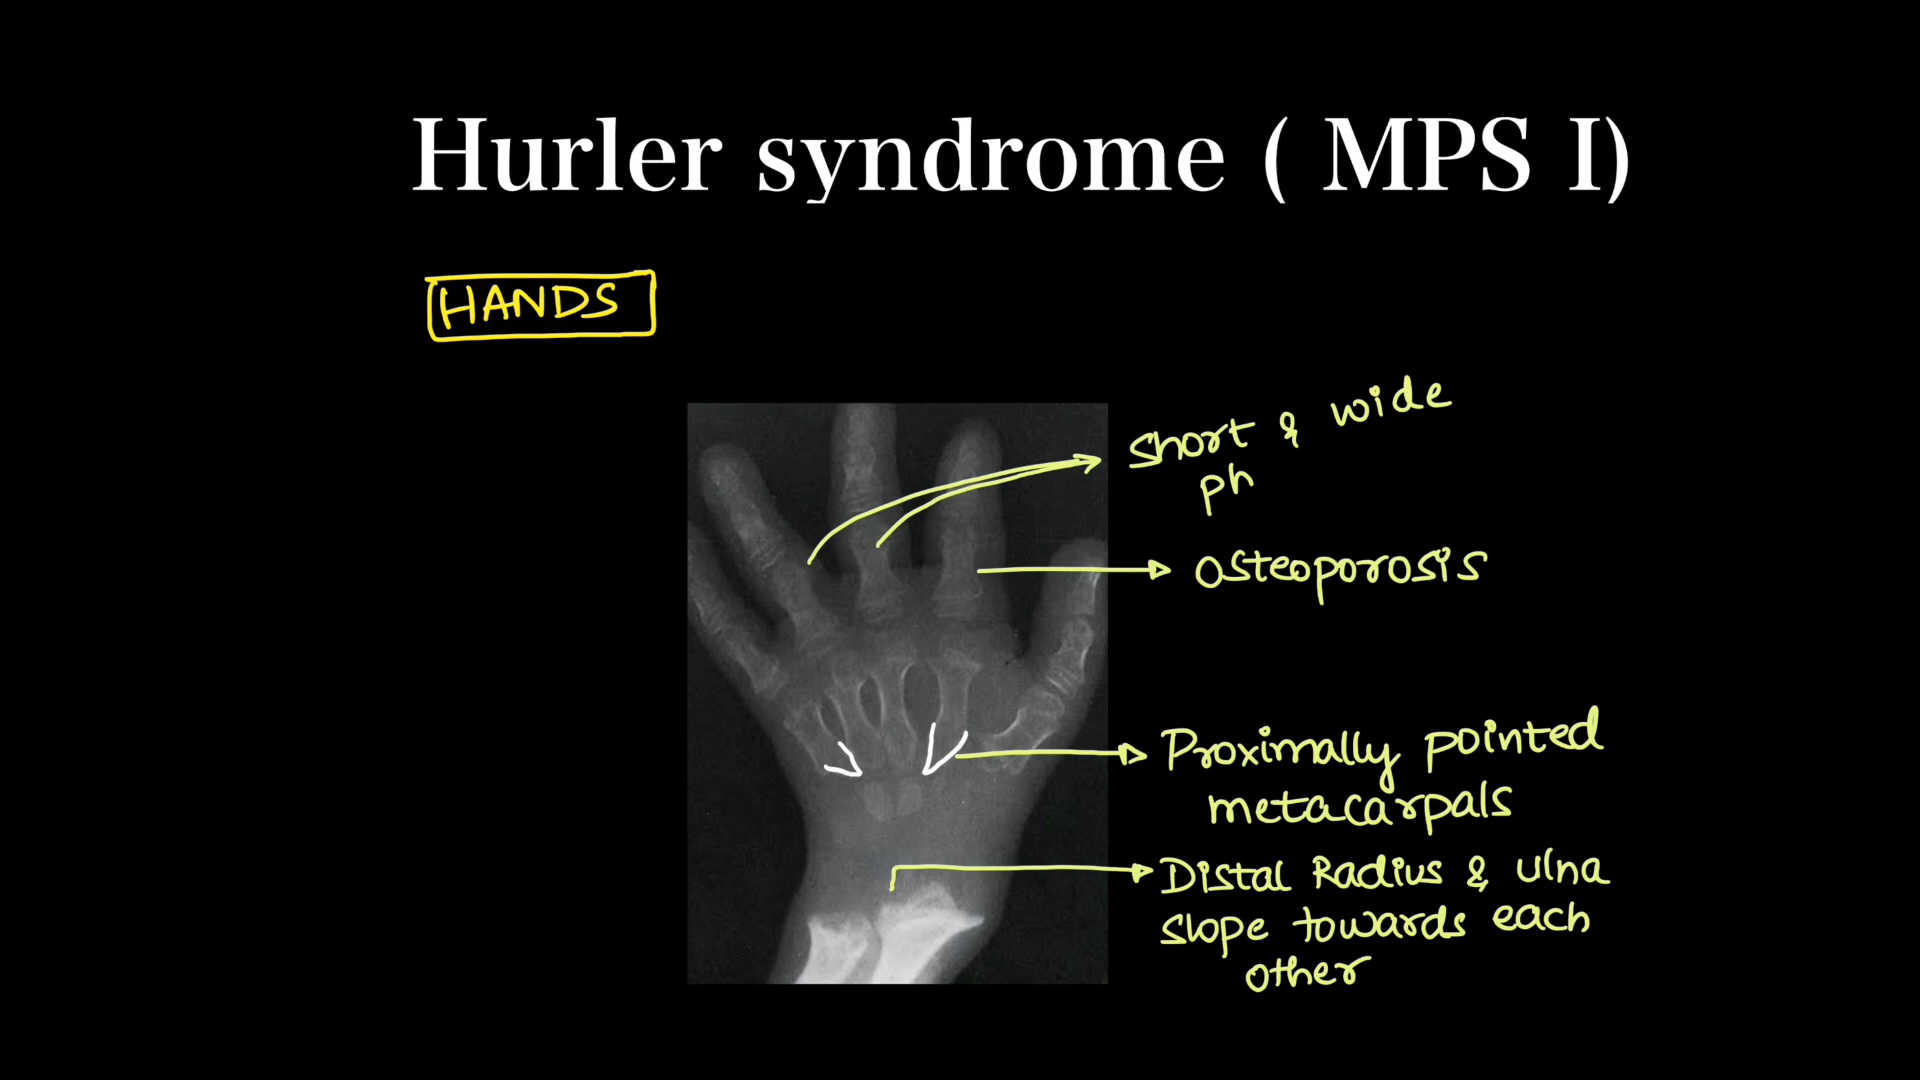 Hurler syndrome ( MPS I)
HANDS
short & wide
ph
osteoporosis
Proximally pointed
metacarpals
Distal Radius & ulna
slope towards each
other